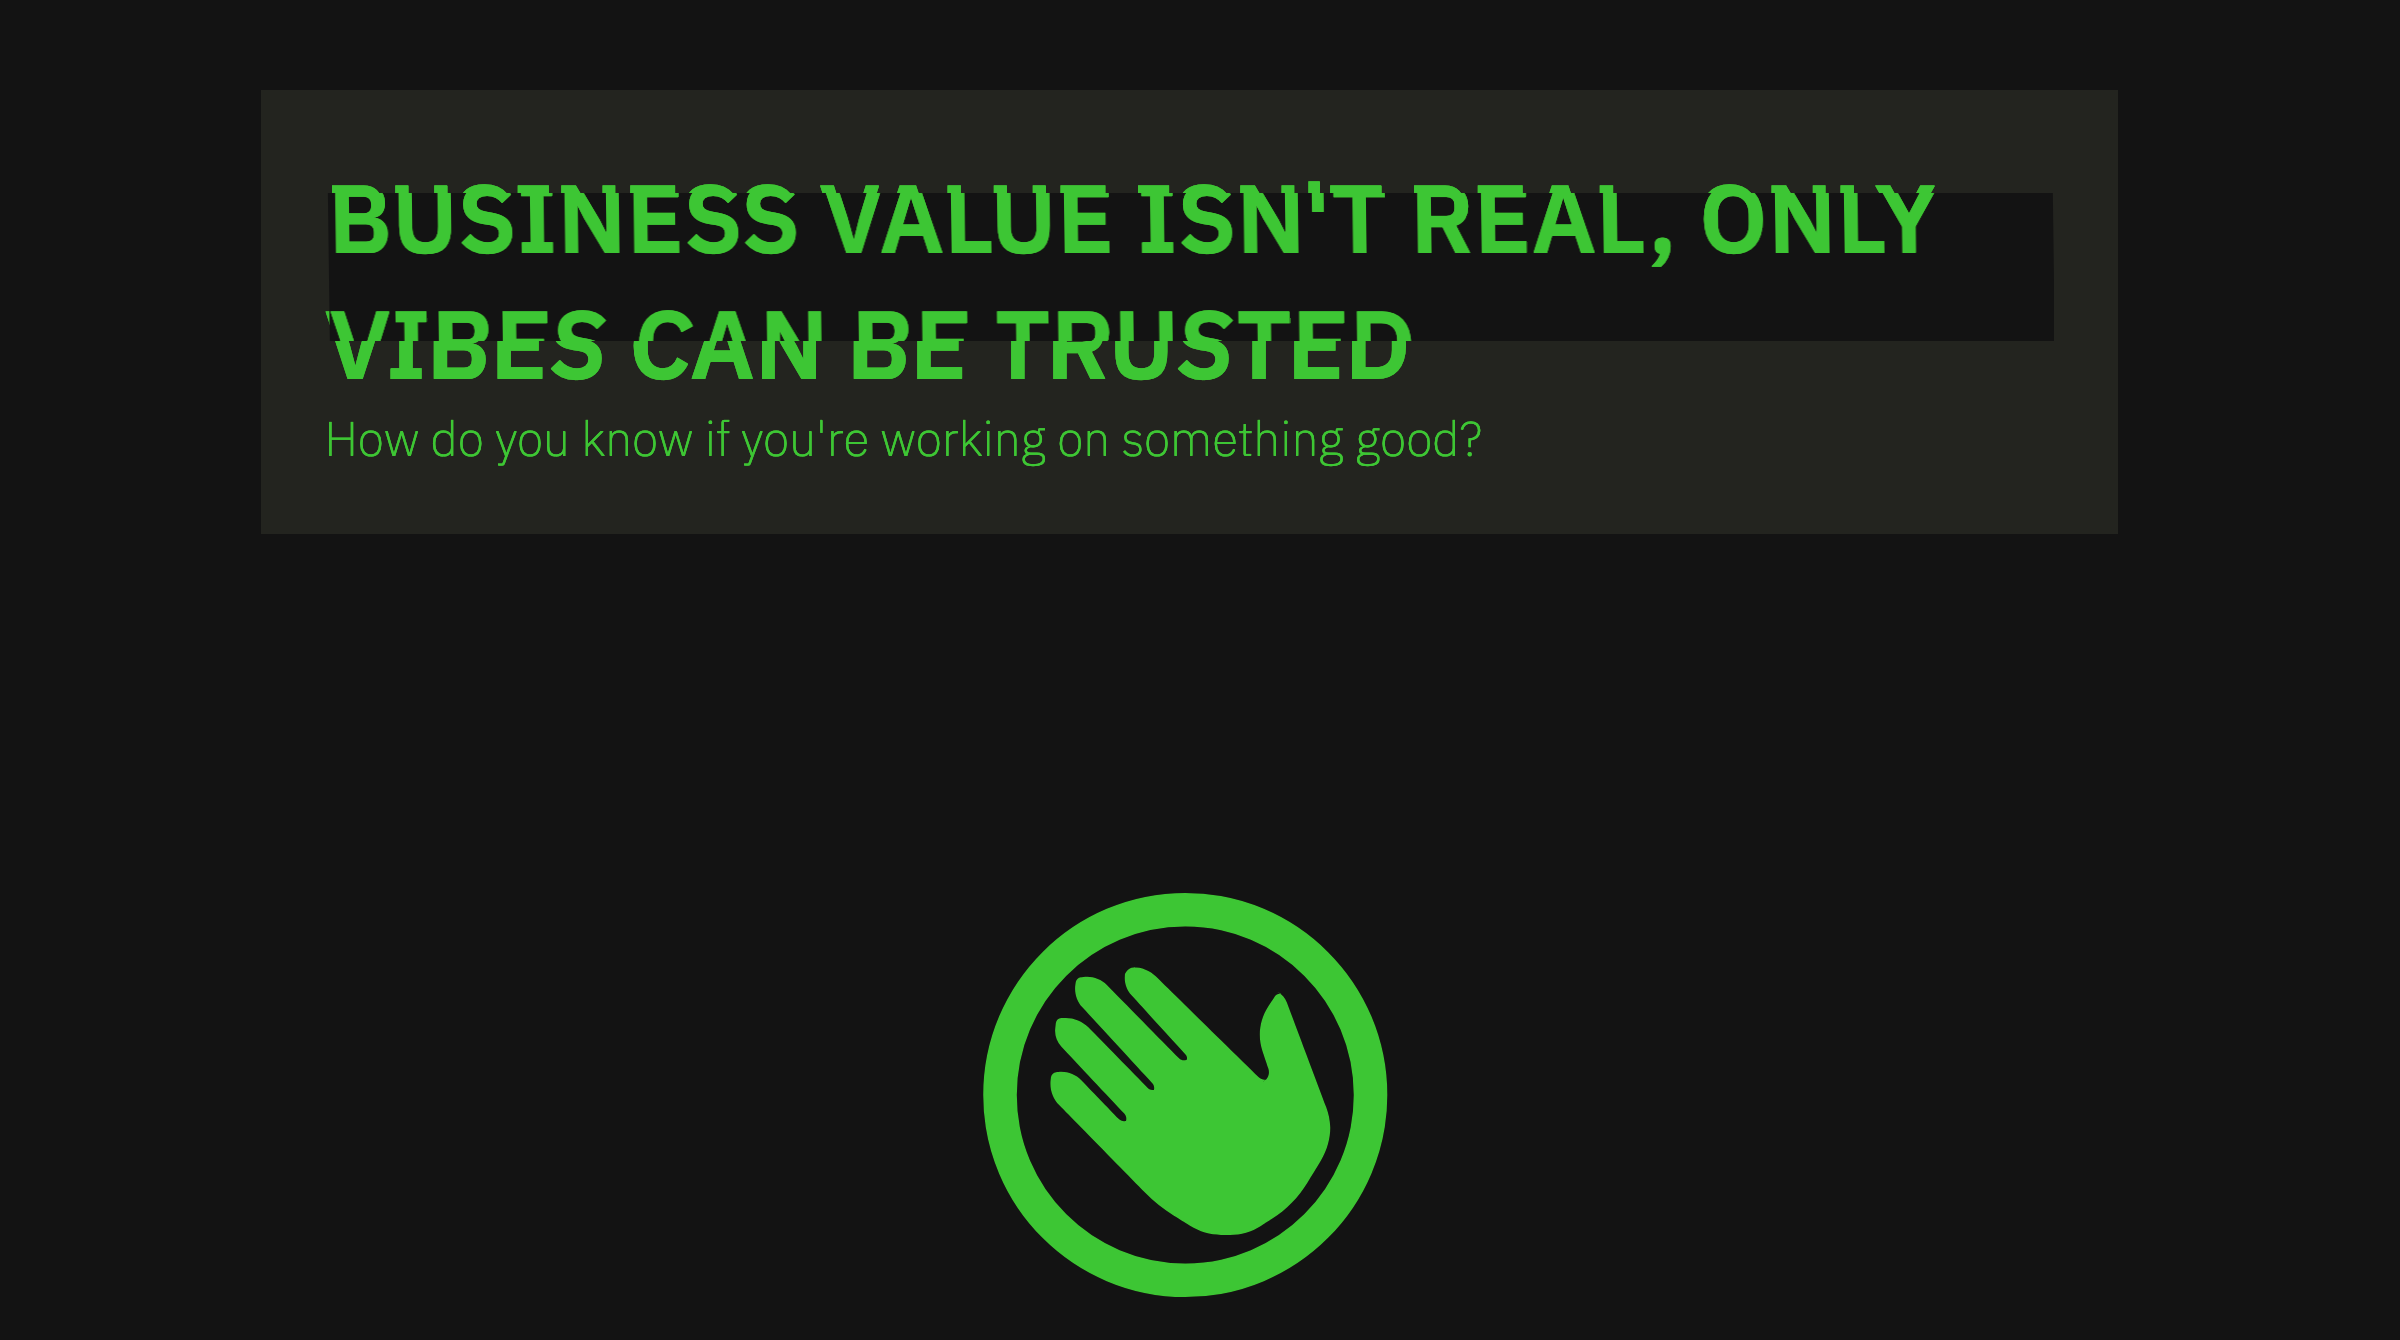 BUSINESS VALUE ISN'T REAL, ONLY
VIBES CAN BE TRUSTED
How do you know if you're working on something good?